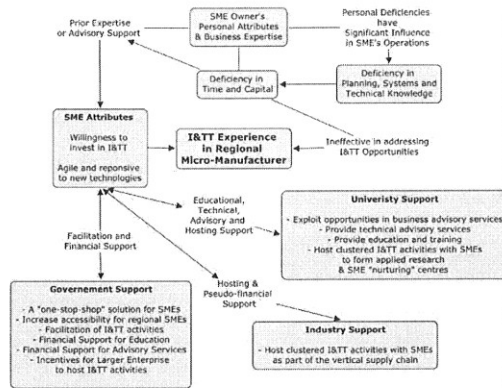 SME Owner's
Personal Attributes
& Business Expertise
Prior Expertise
or Advisory Support
Personal Deficiencies
have
Significant Influence
in SME's Operations
Deficiency in
Time and Capital
Deficiency in
Planning, Systems and
Technical Knowledge
SME Attributes
Willingness to
invest in I&TT
Agile and reponsive
to new technologies
I&TT Experience
in Regional
Micro-Manufacturer
Ineffective in addressing
I&TT Opportunities
Educational,
Technical,
Advisory and
Hosting Support
Univeristy Support
- Exploit opportunities in business advisory services
- Provide technical advisory services
- Provide education and training
- Host clustered I&TT activities with SMEs
to form applied research
& SME "nurturing" centres
Facilitation and
Financial Support
Hosting &
Pseudo-financial
Support
Governement Support
- A "one-stop-shop" solution for SMEs
- Increase accessibility for regional SMEs
- Facilitation of I&TT activities
- Financial Support for Education
- Financial Support for Advisory Services
- Incentives for Larger Enterprise
to host I&TT activities
Industry Support
- Host clustered I&TT activities with SMEs
as part of the vertical supply chain